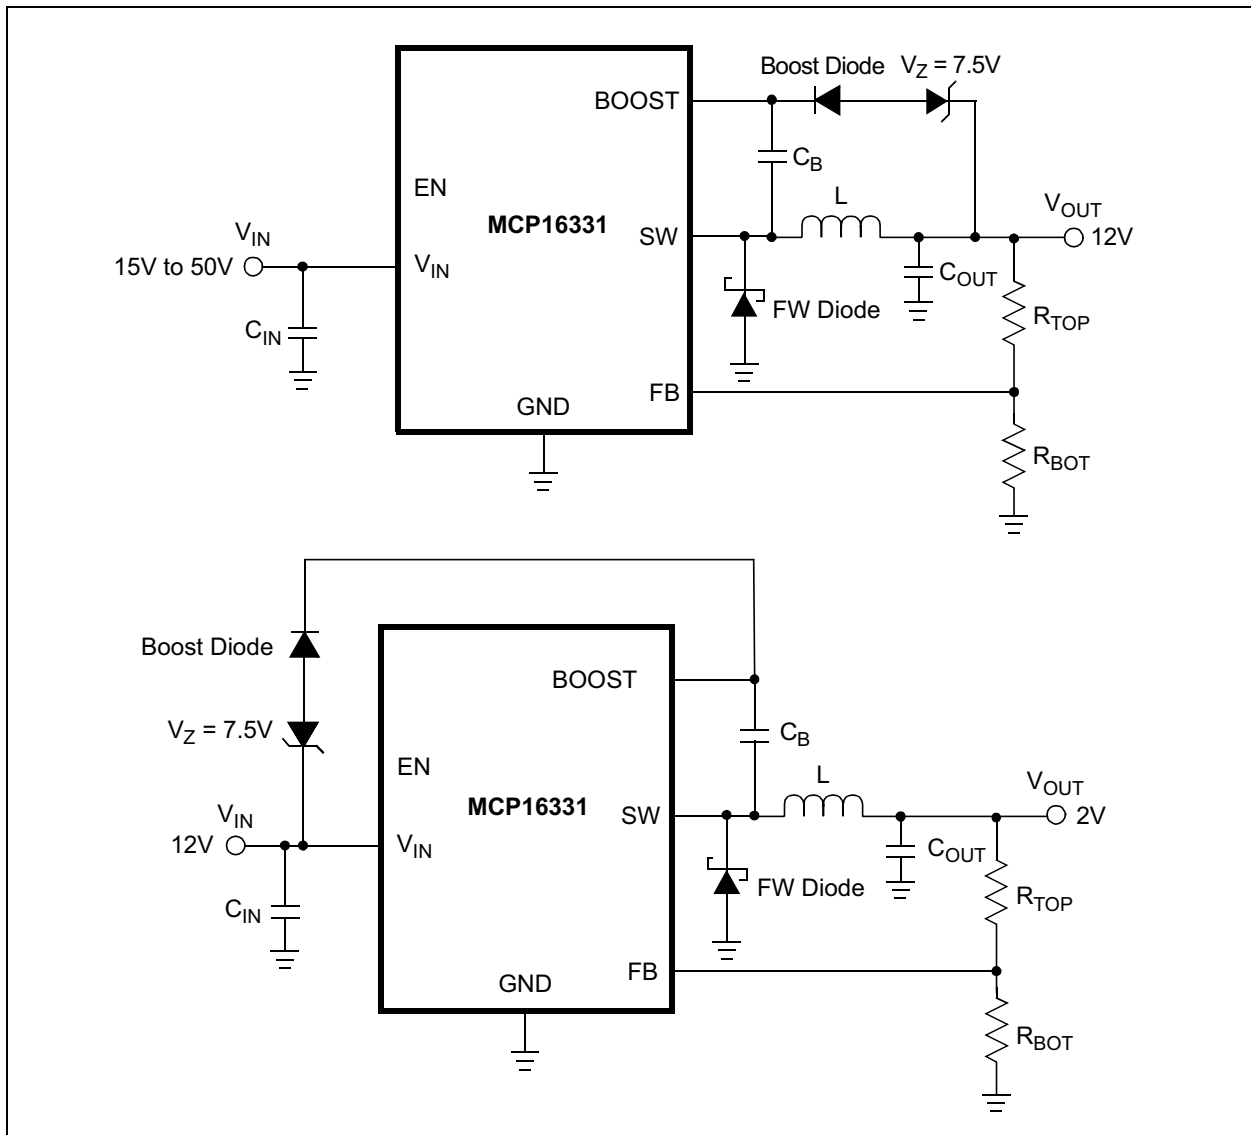 Boost Diode
V_Z = 7.5V
BOOST
C_B
EN
L
MCP16331
SW
V_OUT
12V
V_IN
15V to 50V
V_IN
C_OUT
FW Diode
R_TOP
C_IN
FB
GND
R_BOT
Boost Diode
BOOST
V_Z = 7.5V
C_B
EN
L
V_OUT
MCP16331
SW
2V
V_IN
12V
V_IN
C_OUT
FW Diode
R_TOP
C_IN
FB
GND
R_BOT